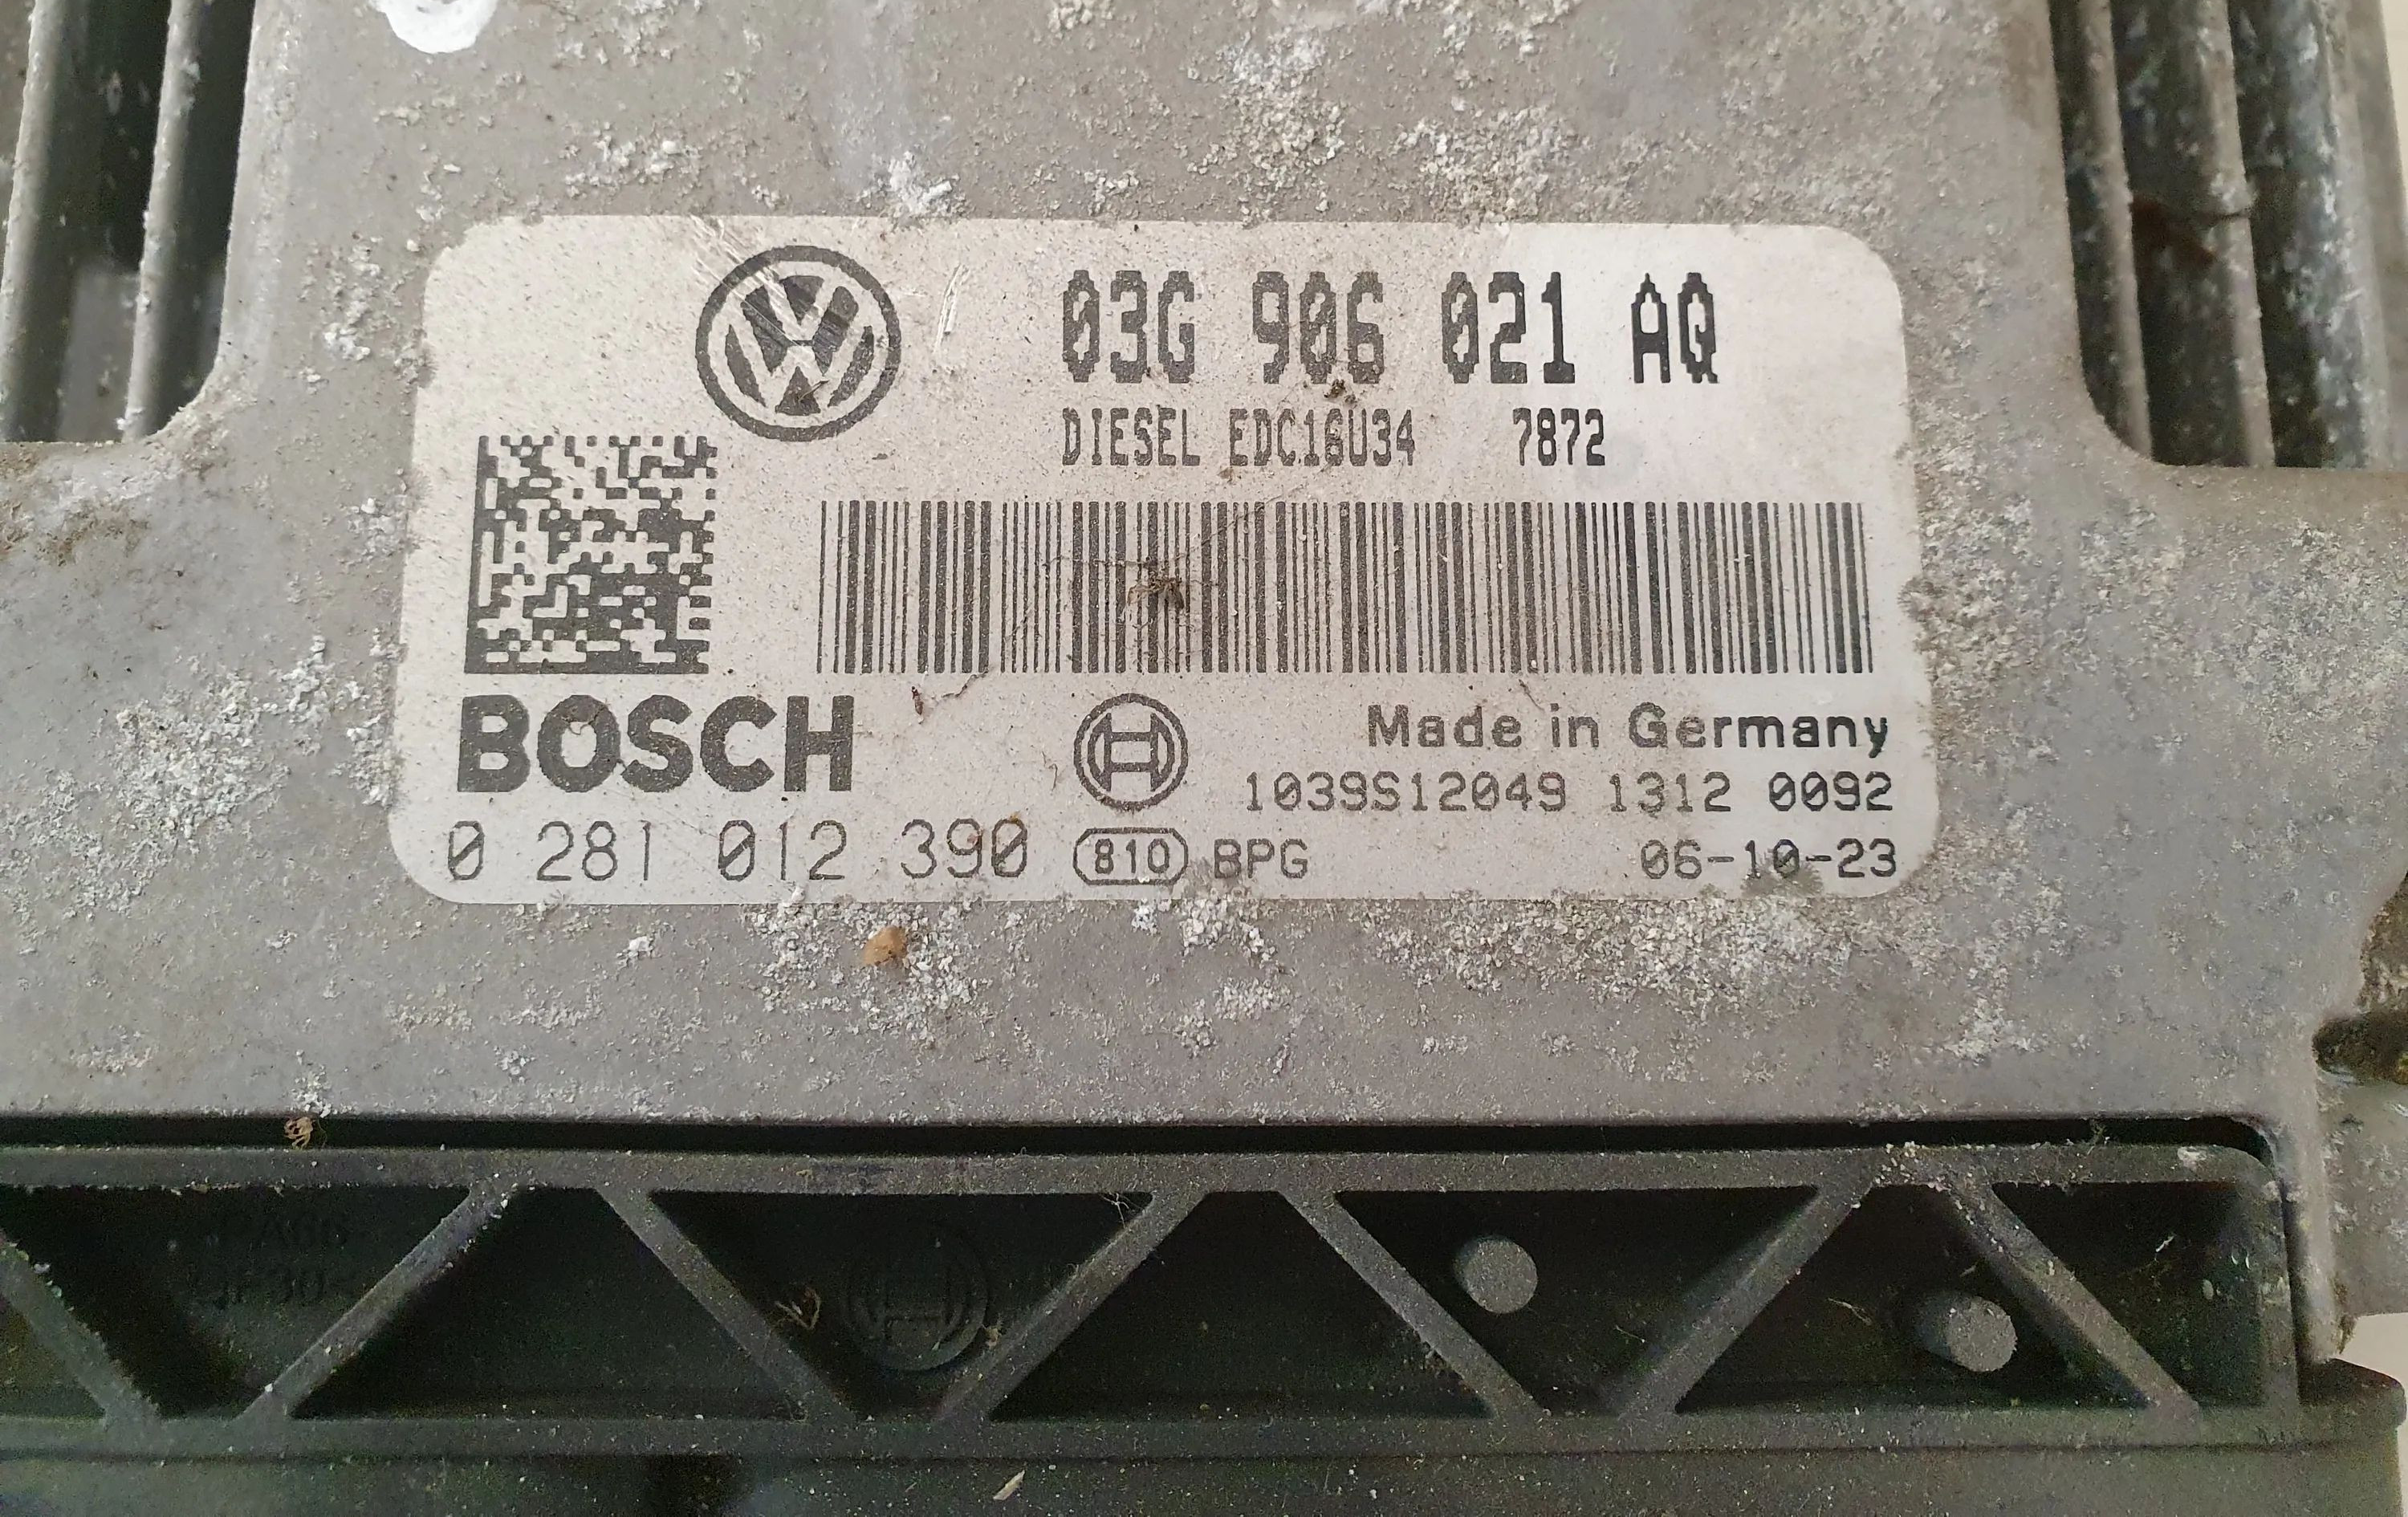 03G 906 021 AQ
DIESEL EDC16U34 7872
BOSCH
Made in Germany
1039S12049 1312 0092
0 281 012 390 810 BPG 06-10-23